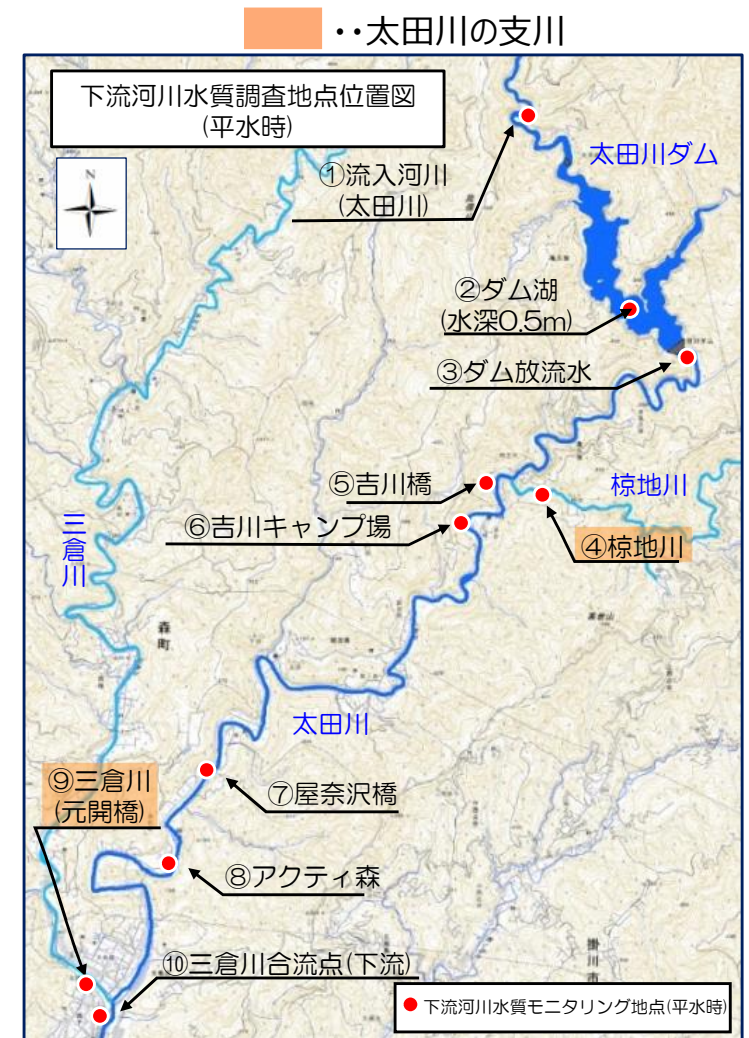 ‥太田川の支川
下流河川水質調査地点位置図
(平水時)
N
太田川ダム
①流入河川
(太田川)
②ダム湖
(水深0.5m)
③ダム放流水
⑤吉川橋
椋地川
⑥吉川キャンプ場
④椋地川
三倉川
森町
太田川
⑨三倉川
(元開橋)
⑦屋奈沢橋
⑧アクティ森
掛川市
⑩三倉川合流点(下流)
下流河川水質モニタリング地点(平水時)